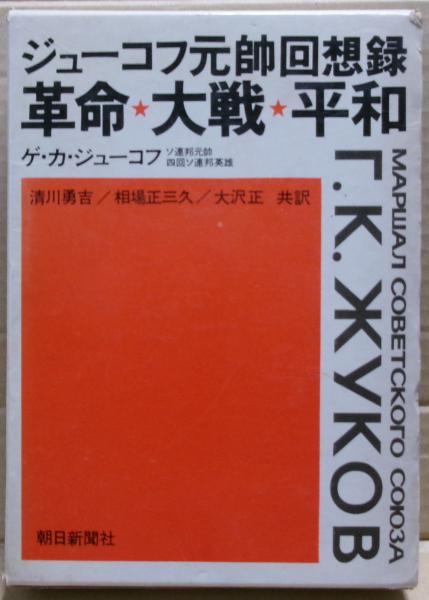 ジューコフ元帥回想録
革命★大戦★平和
ゲ・カ・ジューコフ
ソ連邦元帥
四回ソ連邦英雄
清川勇吉/相場正三久/大沢正 共訳
МАРШАЛ СОВЕТСКОГО СОЮЗА
Г. К. ЖУКОВ
朝日新聞社